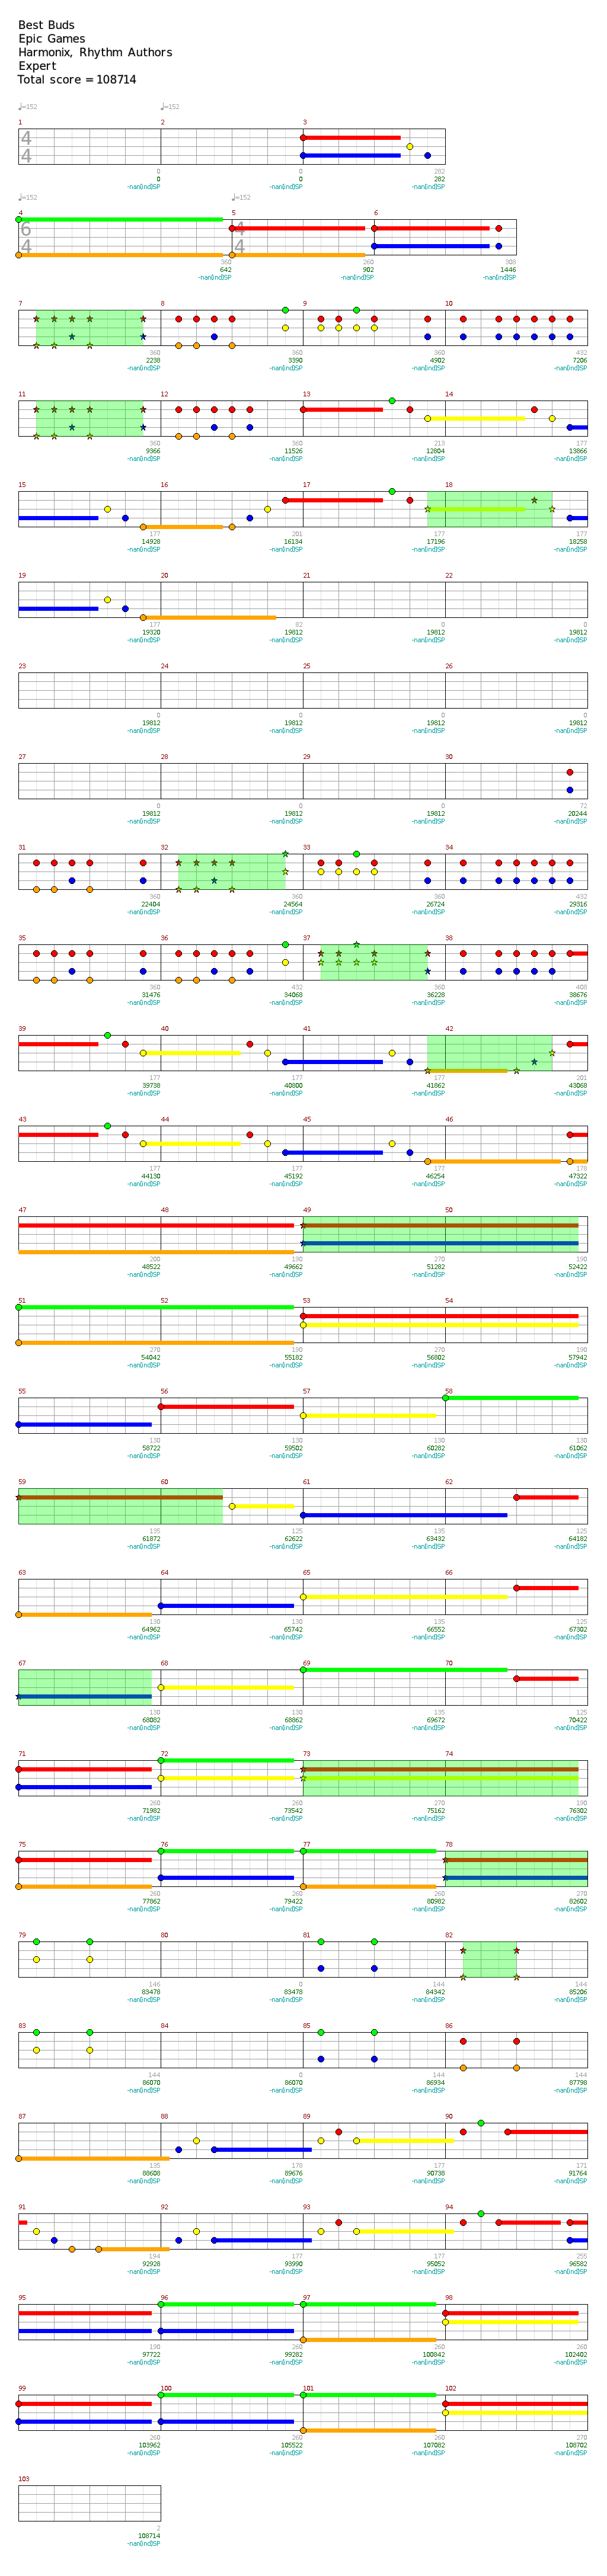 Best Buds
Epic Games
Harmonix, Rhythm Authors
Expert
Total score = 108714
♩=152 ♩=152
1 2 3
4
4
0 0 282
0 0 282
-nan(ind)SP -nan(ind)SP -nan(ind)SP
♩=152 ♩=152
4 5 6
6 4
4 4
360 260 308
642 902 1446
-nan(ind)SP -nan(ind)SP -nan(ind)SP
7 8 9 10
360 360 360 432
2238 3390 4902 7206
-nan(ind)SP -nan(ind)SP -nan(ind)SP -nan(ind)SP
11 12 13 14
360 360 213 177
9366 11526 12804 13866
-nan(ind)SP -nan(ind)SP -nan(ind)SP -nan(ind)SP
15 16 17 18
177 201 177 177
14928 16134 17196 18258
-nan(ind)SP -nan(ind)SP -nan(ind)SP -nan(ind)SP
19 20 21 22
177 82 0 0
19320 19812 19812 19812
-nan(ind)SP -nan(ind)SP -nan(ind)SP -nan(ind)SP
23 24 25 26
0 0 0 0
19812 19812 19812 19812
-nan(ind)SP -nan(ind)SP -nan(ind)SP -nan(ind)SP
27 28 29 30
0 0 0 72
19812 19812 19812 20244
-nan(ind)SP -nan(ind)SP -nan(ind)SP -nan(ind)SP
31 32 33 34
360 360 360 432
22404 24564 26724 29316
-nan(ind)SP -nan(ind)SP -nan(ind)SP -nan(ind)SP
35 36 37 38
360 432 360 408
31476 34068 36228 38676
-nan(ind)SP -nan(ind)SP -nan(ind)SP -nan(ind)SP
39 40 41 42
177 177 177 201
39738 40800 41862 43068
-nan(ind)SP -nan(ind)SP -nan(ind)SP -nan(ind)SP
43 44 45 46
177 177 177 178
44130 45192 46254 47322
-nan(ind)SP -nan(ind)SP -nan(ind)SP -nan(ind)SP
47 48 49 50
200 190 270 190
48522 49662 51282 52422
-nan(ind)SP -nan(ind)SP -nan(ind)SP -nan(ind)SP
51 52 53 54
270 190 270 190
54042 55182 56802 57942
-nan(ind)SP -nan(ind)SP -nan(ind)SP -nan(ind)SP
55 56 57 58
130 130 130 130
58722 59502 60282 61062
-nan(ind)SP -nan(ind)SP -nan(ind)SP -nan(ind)SP
59 60 61 62
135 125 135 125
61872 62622 63432 64182
-nan(ind)SP -nan(ind)SP -nan(ind)SP -nan(ind)SP
63 64 65 66
130 130 135 125
64962 65742 66552 67302
-nan(ind)SP -nan(ind)SP -nan(ind)SP -nan(ind)SP
67 68 69 70
130 130 135 125
68082 68862 69672 70422
-nan(ind)SP -nan(ind)SP -nan(ind)SP -nan(ind)SP
71 72 73 74
260 260 270 190
71982 73542 75162 76302
-nan(ind)SP -nan(ind)SP -nan(ind)SP -nan(ind)SP
75 76 77 78
260 260 260 270
77862 79422 80982 82602
-nan(ind)SP -nan(ind)SP -nan(ind)SP -nan(ind)SP
79 80 81 82
146 0 144 144
83478 83478 84342 85206
-nan(ind)SP -nan(ind)SP -nan(ind)SP -nan(ind)SP
83 84 85 86
144 0 144 144
86070 86070 86934 87798
-nan(ind)SP -nan(ind)SP -nan(ind)SP -nan(ind)SP
87 88 89 90
135 178 177 171
88608 89676 90738 91764
-nan(ind)SP -nan(ind)SP -nan(ind)SP -nan(ind)SP
91 92 93 94
194 177 177 255
92928 93990 95052 96582
-nan(ind)SP -nan(ind)SP -nan(ind)SP -nan(ind)SP
95 96 97 98
190 260 260 260
97722 99282 100842 102402
-nan(ind)SP -nan(ind)SP -nan(ind)SP -nan(ind)SP
99 100 101 102
260 260 260 270
103962 105522 107082 108702
-nan(ind)SP -nan(ind)SP -nan(ind)SP -nan(ind)SP
103
2
108714
-nan(ind)SP